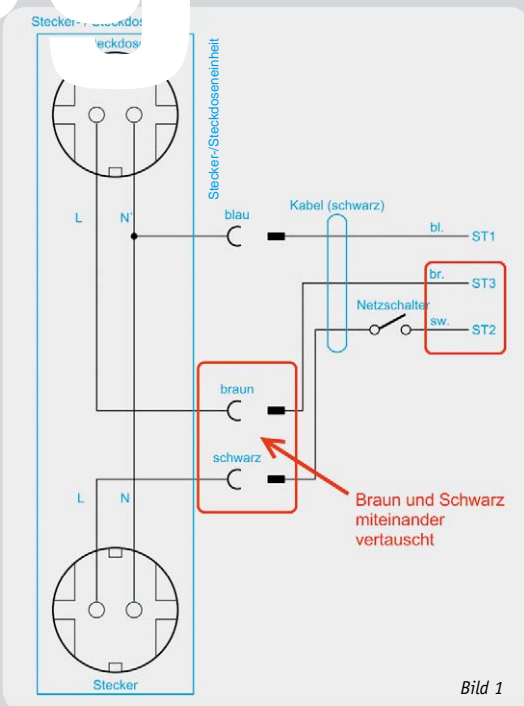 Stecker- / Steckdos
eckdose
Stecker-/Steckdoseneinheit
L
N`
blau
Kabel (schwarz)
bl.
ST1
br.
ST3
Netzschalter
sw.
ST2
braun
schwarz
L
N
Braun und Schwarz
miteinander
vertauscht
Stecker
Bild 1